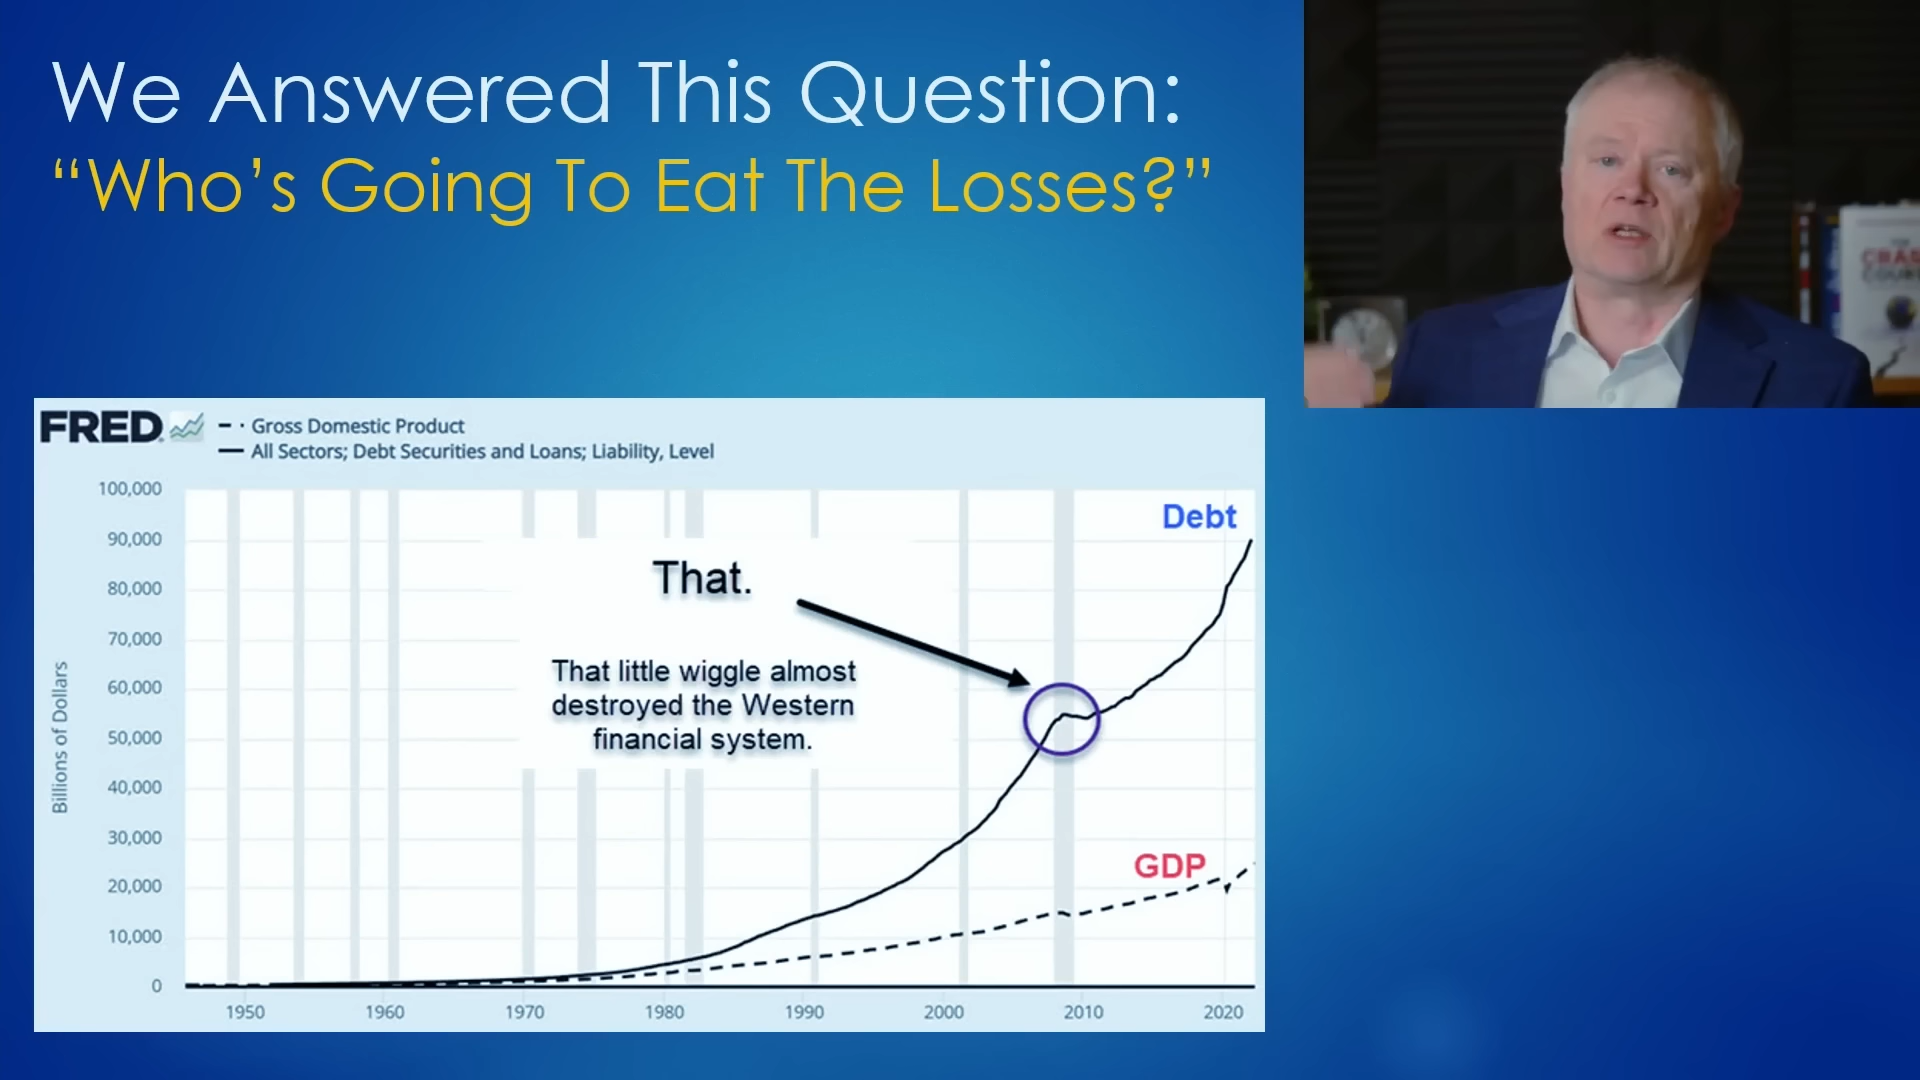 We Answered This Question:
“Who’s Going To Eat The Losses?”
FRED
Gross Domestic Product
All Sectors; Debt Securities and Loans; Liability, Level
100,000
90,000
80,000
70,000
60,000
50,000
40,000
30,000
20,000
10,000
0
Billions of Dollars
Debt
That.
That little wiggle almost
destroyed the Western
financial system.
GDP
1950
1960
1970
1980
1990
2000
2010
2020